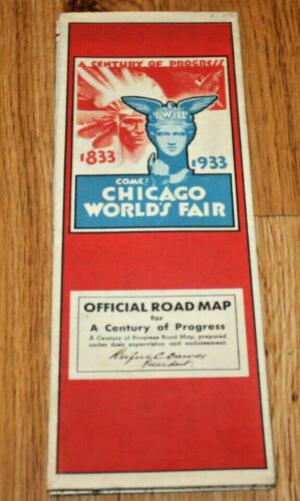 A CENTURY OF PROGRESS
I WILL
1833
1933
COME!
CHICAGO
WORLD'S FAIR
OFFICIAL ROAD MAP
for
A Century of Progress
A Century of Progress Road Map, prepared
under their supervision and endorsement.
Rufus C. Dawes
President